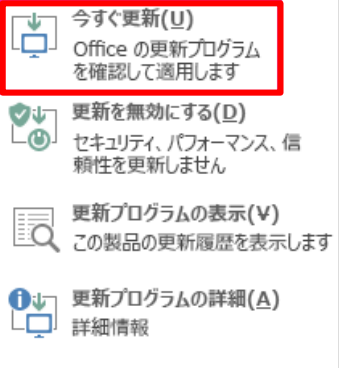 今すぐ更新(U)
Office の更新プログラム
を確認して適用します
更新を無効にする(D)
セキュリティ、パフォーマンス、信
頼性を更新しません
更新プログラムの表示(V)
この製品の更新履歴を表示します
更新プログラムの詳細(A)
詳細情報